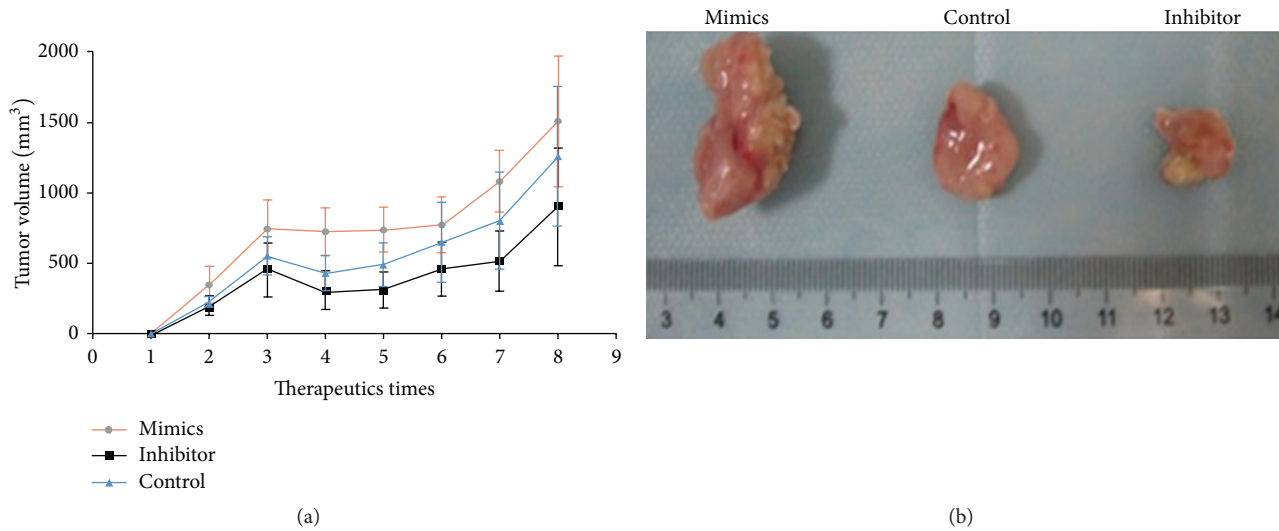 Mimics Control Inhibitor
2000
1500
1000
500
0
Tumor volume (mm³)
0 1 2 3 4 5 6 7 8 9
Therapeutics times
Mimics
Inhibitor
Control
(a)
3 4 5 6 7 8 9 10 11 12 13 14
(b)